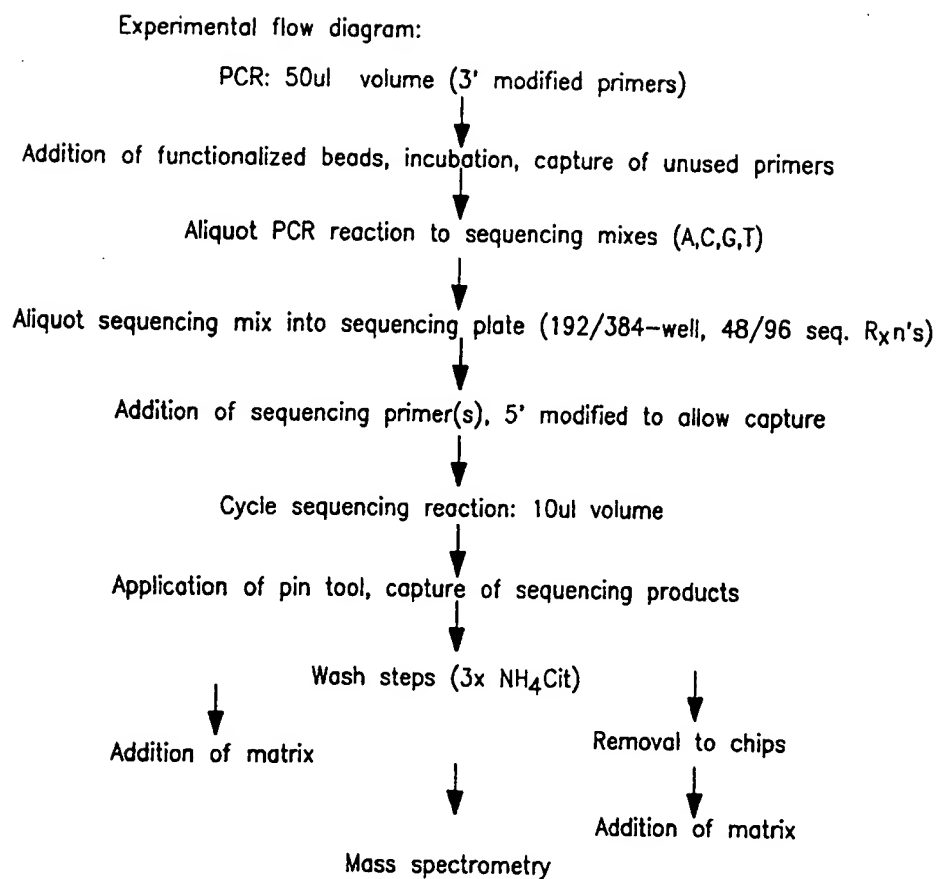 Experimental flow diagram:
PCR: 50ul volume (3' modified primers)
Addition of functionalized beads, incubation, capture of unused primers
Aliquot PCR reaction to sequencing mixes (A,C,G,T)
Aliquot sequencing mix into sequencing plate (192/384-well, 48/96 seq. RXn's)
Addition of sequencing primer(s), 5' modified to allow capture
Cycle sequencing reaction: 10ul volume
Application of pin tool, capture of sequencing products
Wash steps (3x NH4Cit)
Addition of matrix
Removal to chips
Addition of matrix
Mass spectrometry